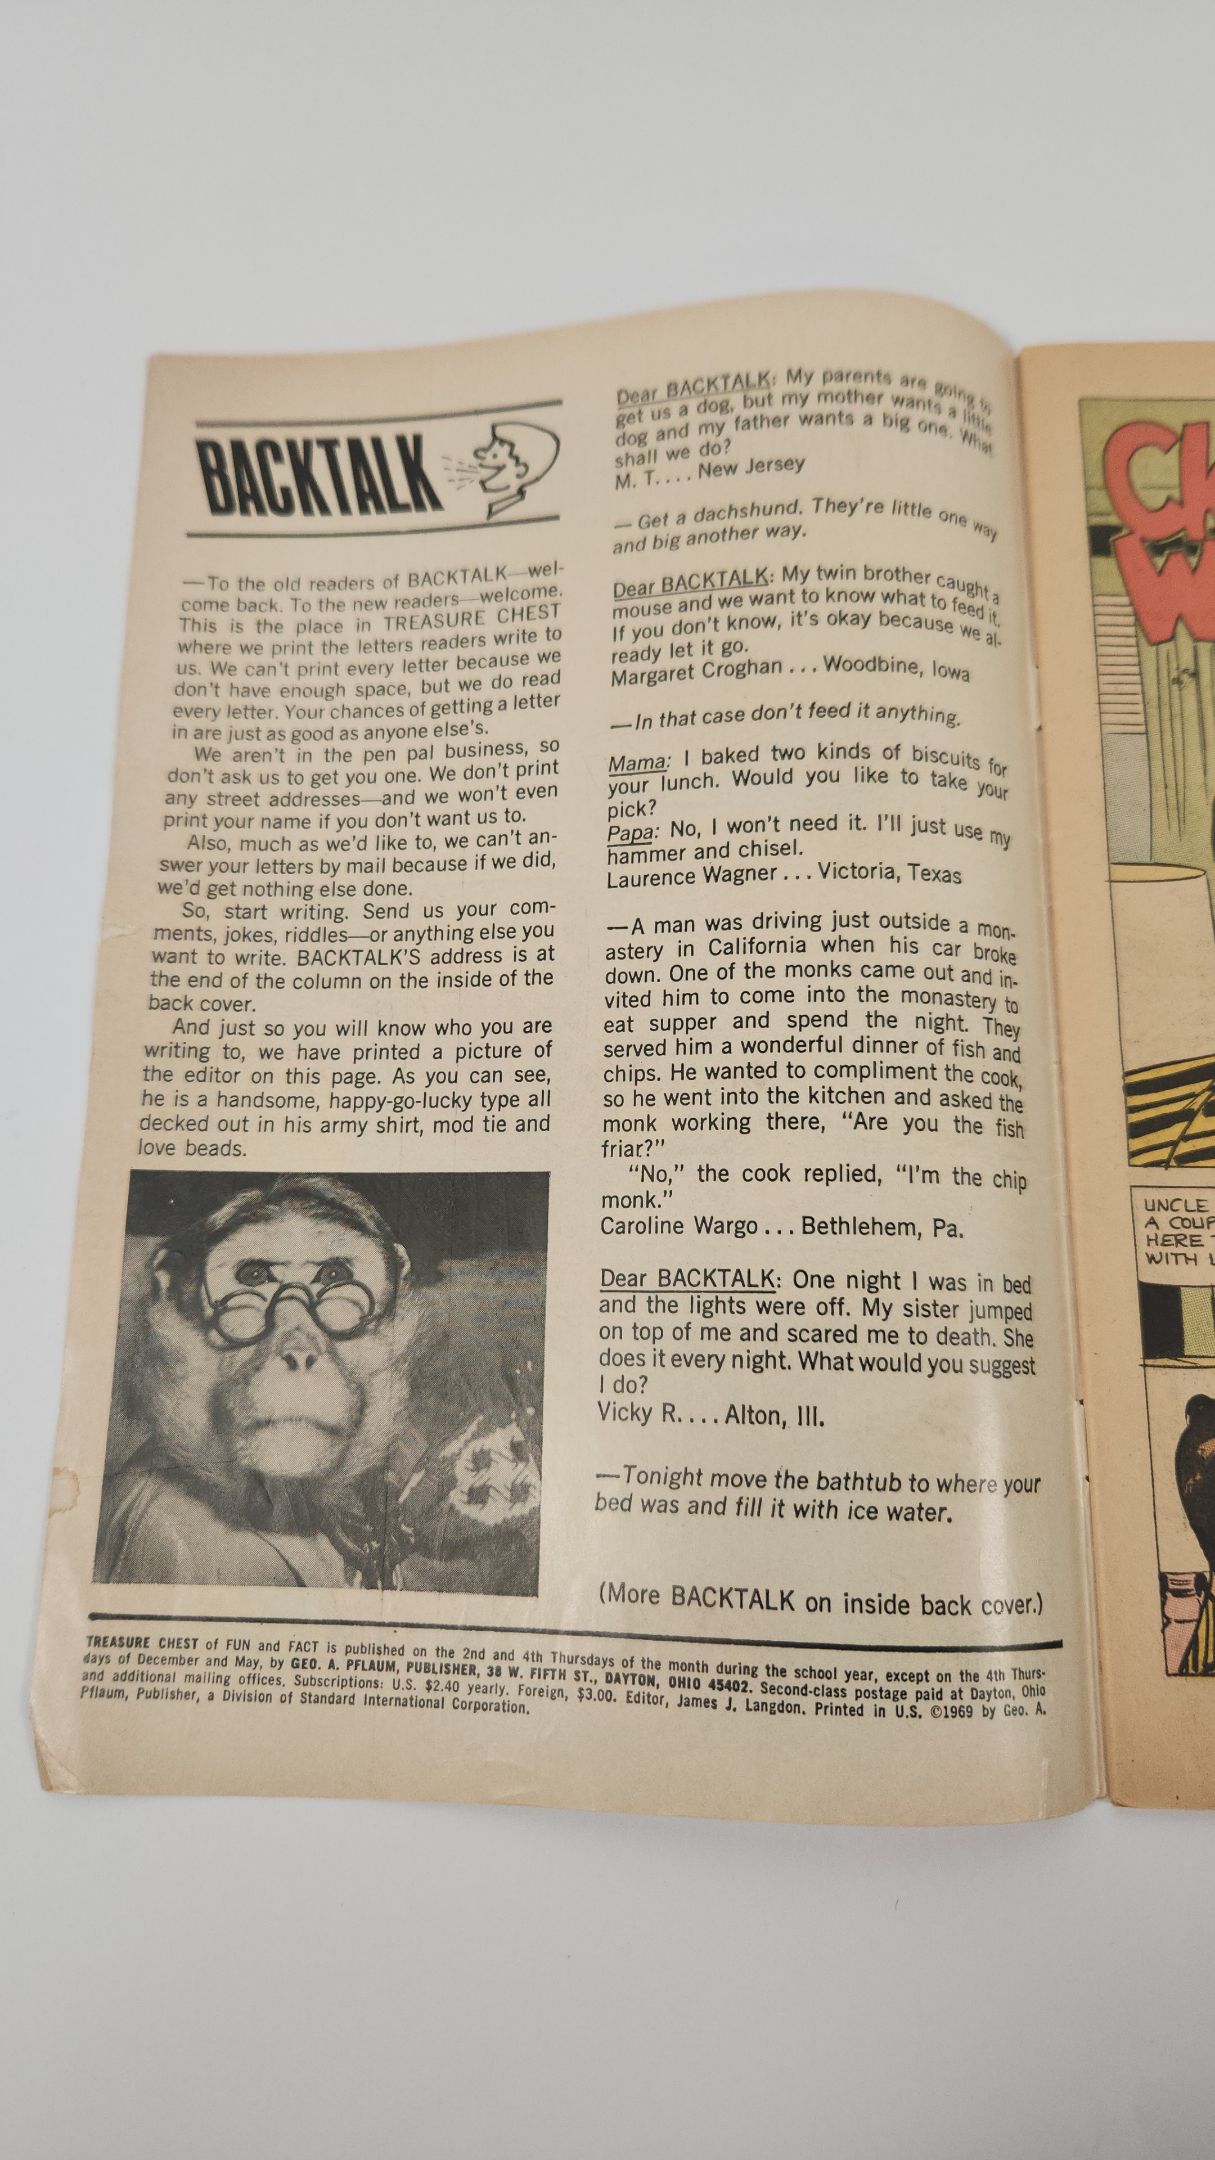 BACKTALK
—To the old readers of BACKTALK—wel-
come back. To the new readers—welcome.
This is the place in TREASURE CHEST
where we print the letters readers write to
us. We can't print every letter because we
don't have enough space, but we do read
every letter. Your chances of getting a letter
in are just as good as anyone else's.
We aren't in the pen pal business, so
don't ask us to get you one. We don't print
any street addresses—and we won't even
print your name if you don't want us to.
Also, much as we'd like to, we can't an-
swer your letters by mail because if we did,
we'd get nothing else done.
So, start writing. Send us your com-
ments, jokes, riddles—or anything else you
want to write. BACKTALK'S address is at
the end of the column on the inside of the
back cover.
And just so you will know who you are
writing to, we have printed a picture of
the editor on this page. As you can see,
he is a handsome, happy-go-lucky type all
decked out in his army shirt, mod tie and
love beads.
Dear BACKTALK: My parents are going to
get us a dog, but my mother wants a little
dog and my father wants a big one. What
shall we do?
M. T. . . . New Jersey
—Get a dachshund. They're little one way
and big another way.
Dear BACKTALK: My twin brother caught a
mouse and we want to know what to feed it.
If you don't know, it's okay because we al-
ready let it go.
Margaret Croghan . . . Woodbine, Iowa
—In that case don't feed it anything.
Mama: I baked two kinds of biscuits for
your lunch. Would you like to take your
pick?
Papa: No, I won't need it. I'll just use my
hammer and chisel.
Laurence Wagner . . . Victoria, Texas
—A man was driving just outside a mon-
astery in California when his car broke
down. One of the monks came out and in-
vited him to come into the monastery to
eat supper and spend the night. They
served him a wonderful dinner of fish and
chips. He wanted to compliment the cook,
so he went into the kitchen and asked the
monk working there, "Are you the fish
friar?"
"No," the cook replied, "I'm the chip
monk."
Caroline Wargo . . . Bethlehem, Pa.
Dear BACKTALK: One night I was in bed
and the lights were off. My sister jumped
on top of me and scared me to death. She
does it every night. What would you suggest
I do?
Vicky R. . . . Alton, Ill.
—Tonight move the bathtub to where your
bed was and fill it with ice water.
(More BACKTALK on inside back cover.)
TREASURE CHEST of FUN and FACT is published on the 2nd and 4th Thursdays of the month during the school year, except on the 4th Thurs-
days of December and May, by GEO. A. PFLAUM, PUBLISHER, 38 W. FIFTH ST., DAYTON, OHIO 45402. Second-class postage paid at Dayton, Ohio
and additional mailing offices. Subscriptions: U.S. $2.40 yearly. Foreign, $3.00. Editor, James J. Langdon. Printed in U.S. ©1969 by Geo. A.
Pflaum, Publisher, a Division of Standard International Corporation.
UNCLE
HERE
WITH